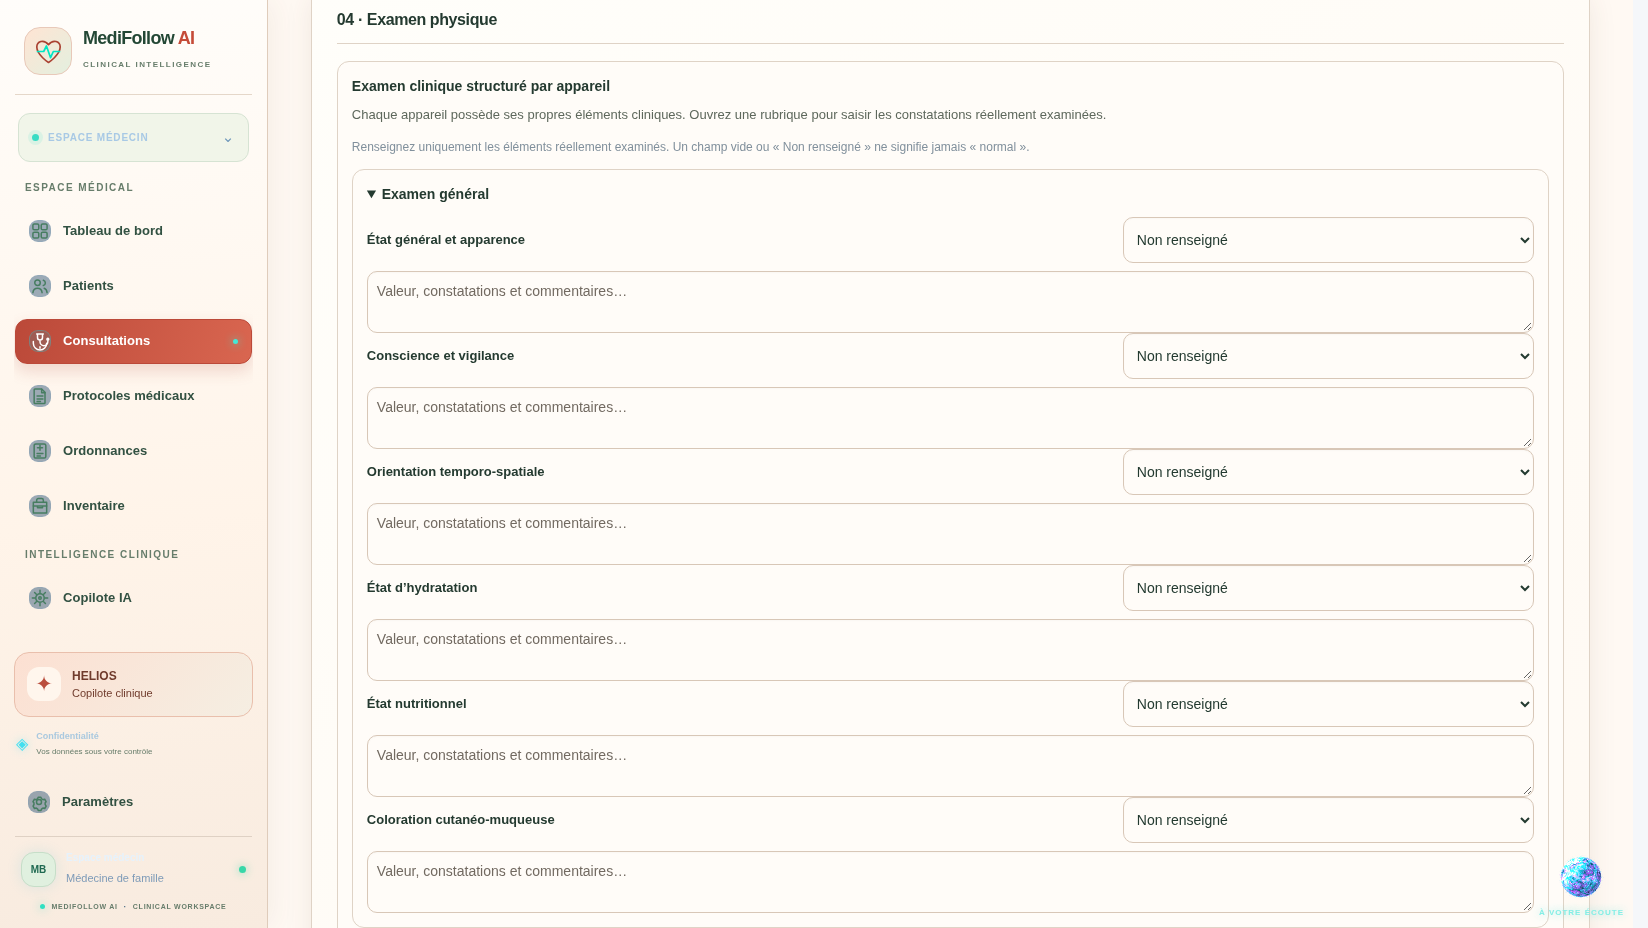 MediFollow AI
CLINICAL INTELLIGENCE
ESPACE MÉDECIN
ESPACE MÉDICAL
Tableau de bord
Patients
Consultations
Protocoles médicaux
Ordonnances
Inventaire
INTELLIGENCE CLINIQUE
Copilote IA
HELIOS
Copilote clinique
Confidentialité
Vos données sous votre contrôle
Paramètres
MB
Médecine de famille
MEDIFOLLOW AI · CLINICAL WORKSPACE
04 · Examen physique
Examen clinique structuré par appareil
Chaque appareil possède ses propres éléments cliniques. Ouvrez une rubrique pour saisir les constatations réellement examinées.
Renseignez uniquement les éléments réellement examinés. Un champ vide ou « Non renseigné » ne signifie jamais « normal ».
▼ Examen général
État général et apparence
Non renseigné
Valeur, constatations et commentaires…
Conscience et vigilance
Non renseigné
Valeur, constatations et commentaires…
Orientation temporo-spatiale
Non renseigné
Valeur, constatations et commentaires…
État d’hydratation
Non renseigné
Valeur, constatations et commentaires…
État nutritionnel
Non renseigné
Valeur, constatations et commentaires…
Coloration cutanéo-muqueuse
Non renseigné
Valeur, constatations et commentaires…
À VOTRE ÉCOUTE